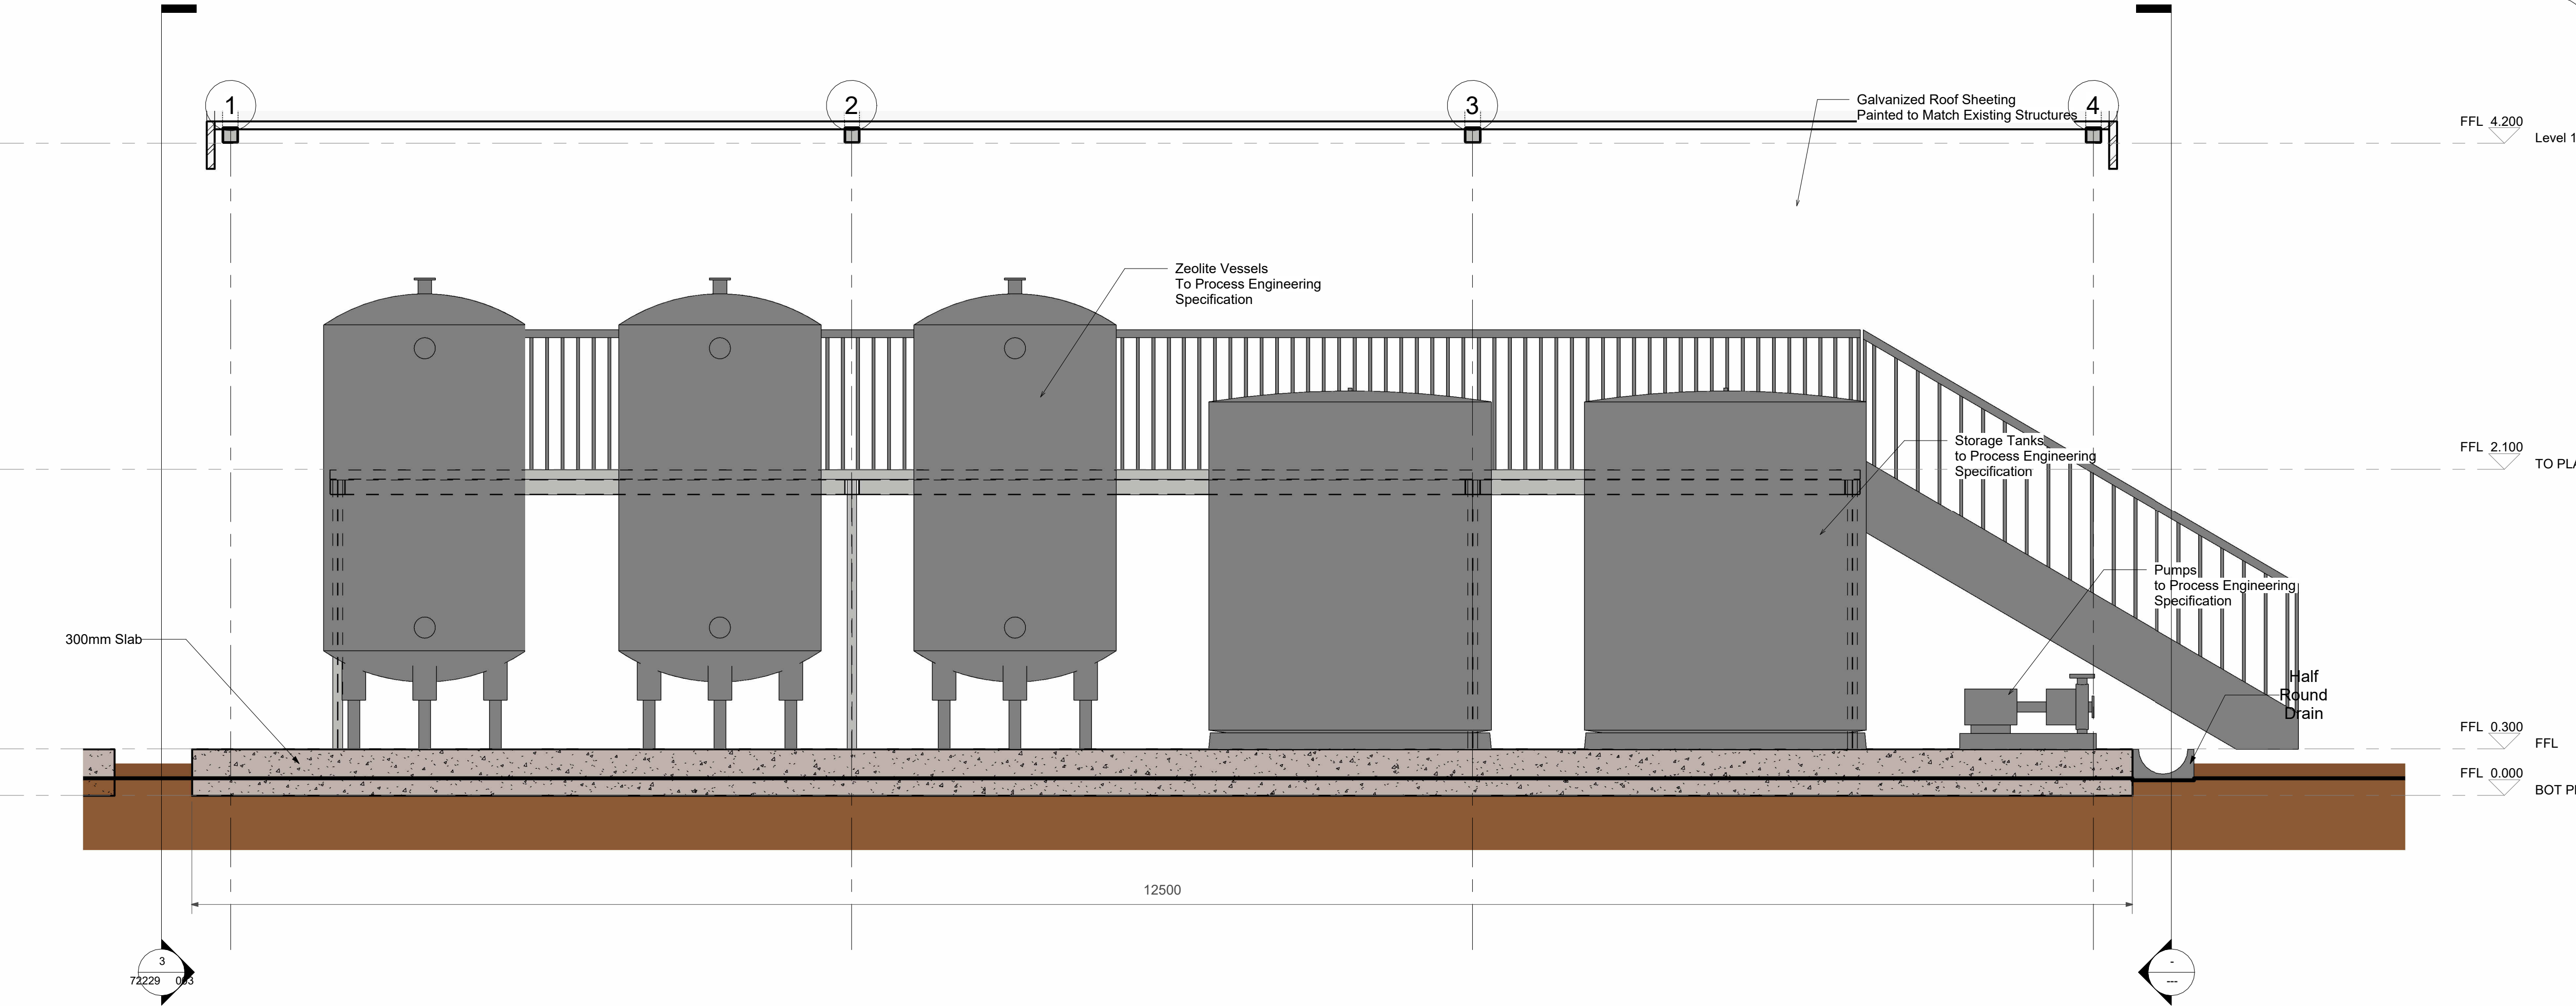 1
2
3
4
Galvanized Roof Sheeting
Painted to Match Existing Structures
FFL 4.200
Level 1
Zeolite Vessels
To Process Engineering
Specification
Storage Tanks
to Process Engineering
Specification
FFL 2.100
TO PLA
Pumps
to Process Engineering
Specification
300mm Slab
Half
Round
Drain
FFL 0.300
FFL
FFL 0.000
BOT
12500
3
72229 003
-
---